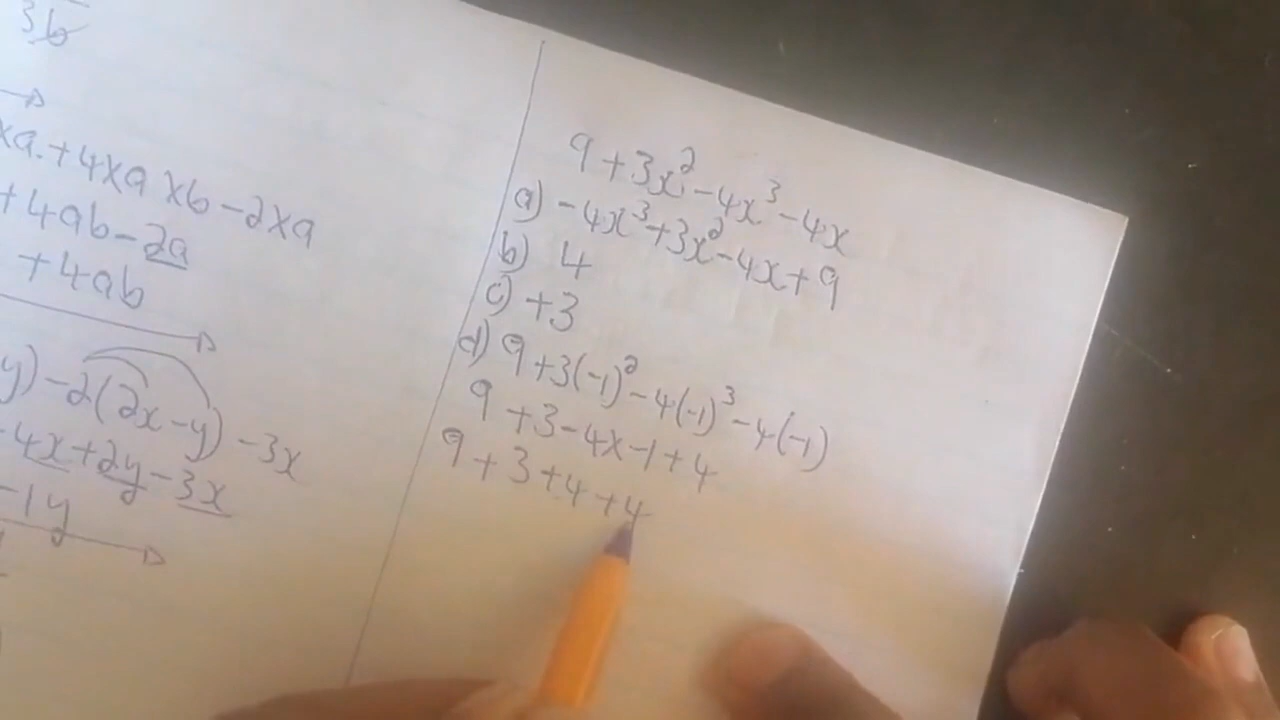 3b
xa.+4xaxb-2xa
+4ab-2a
+4ab
y)-2(2x-y)-3x
4x+2y-3x
-1y
9+3x²-4x³-4x
a) -4x³+3x²-4x+9
b) 4
c) +3
d) 9+3(-1)²-4(-1)³-4(-1)
9+3-4x-1+4
9+3+4+4